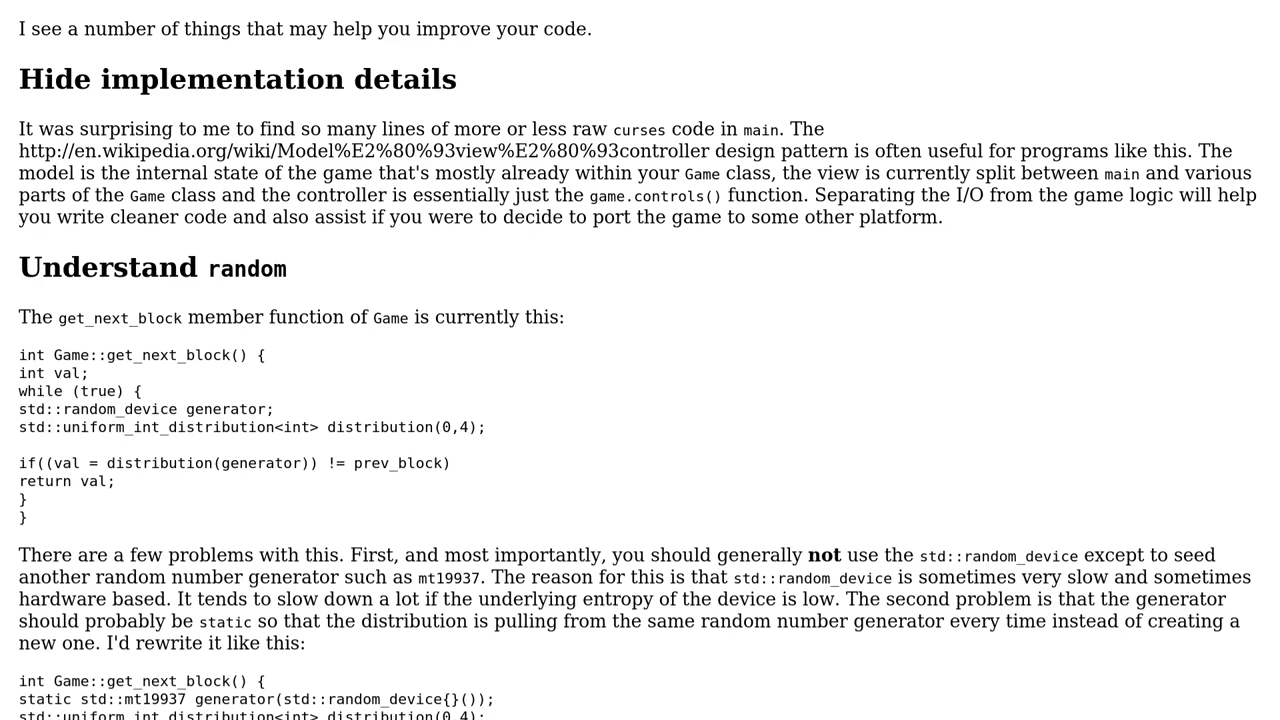 I see a number of things that may help you improve your code.
Hide implementation details
It was surprising to me to find so many lines of more or less raw curses code in main. The
http://en.wikipedia.org/wiki/Model%E2%80%93view%E2%80%93controller design pattern is often useful for programs like this. The
model is the internal state of the game that's mostly already within your Game class, the view is currently split between main and various
parts of the Game class and the controller is essentially just the game.controls() function. Separating the I/O from the game logic will help
you write cleaner code and also assist if you were to decide to port the game to some other platform.
Understand random
The get_next_block member function of Game is currently this:
int Game::get_next_block() {
int val;
while (true) {
std::random_device generator;
std::uniform_int_distribution<int> distribution(0,4);
if((val = distribution(generator)) != prev_block)
return val;
}
}
There are a few problems with this. First, and most importantly, you should generally not use the std::random_device except to seed
another random number generator such as mt19937. The reason for this is that std::random_device is sometimes very slow and sometimes
hardware based. It tends to slow down a lot if the underlying entropy of the device is low. The second problem is that the generator
should probably be static so that the distribution is pulling from the same random number generator every time instead of creating a
new one. I'd rewrite it like this:
int Game::get_next_block() {
static std::mt19937 generator(std::random_device{}());
std::uniform_int_distribution<int> distribution(0,4);